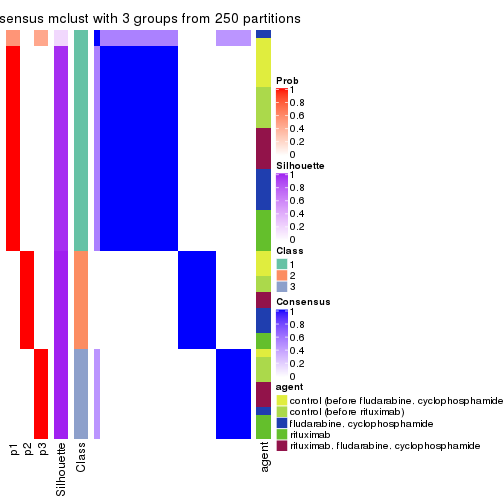 sensus mclust with 3 groups from 250 partitions
Prob
1
0.8
0.6
0.4
0.2
0
Silhouette
1
0.8
0.6
0.4
0.2
0
Class
1
2
3
Consensus
1
0.8
0.6
0.4
0.2
0
agent
control (before fludarabine. cyclophosphamide
control (before rituximab)
fludarabine. cyclophosphamide
rituximab
rituximab. fludarabine. cyclophosphamide
p1
p2
p3
Silhouette
Class
agent